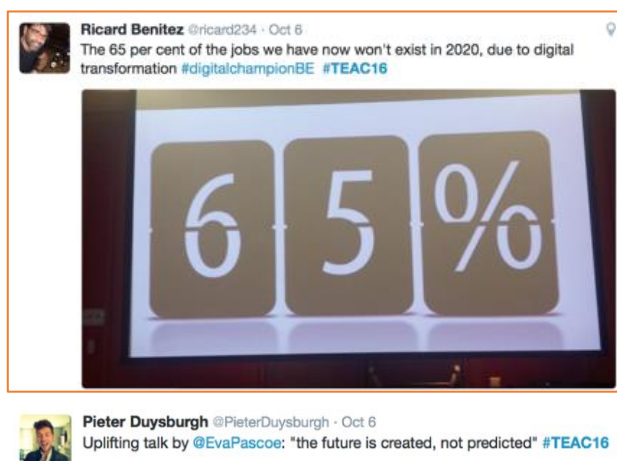 Ricard Benitez @ricard234 · Oct 6
The 65 per cent of the jobs we have now won't exist in 2020, due to digital
transformation #digitalchampionBE #TEAC16
65%
Pieter Duysburgh @PieterDuysburgh · Oct 6
Uplifting talk by @EvaPascoe: "the future is created, not predicted" #TEAC16